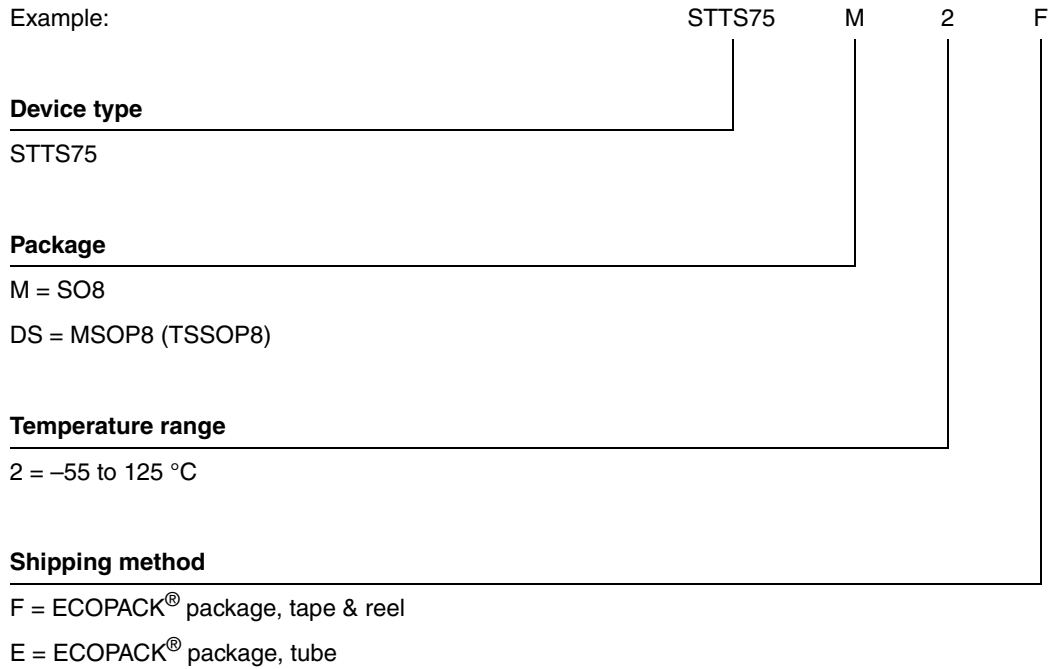 Example: STTS75 M 2 F
Device type
STTS75
Package
M = SO8
DS = MSOP8 (TSSOP8)
Temperature range
2 = –55 to 125 °C
Shipping method
F = ECOPACK® package, tape & reel
E = ECOPACK® package, tube